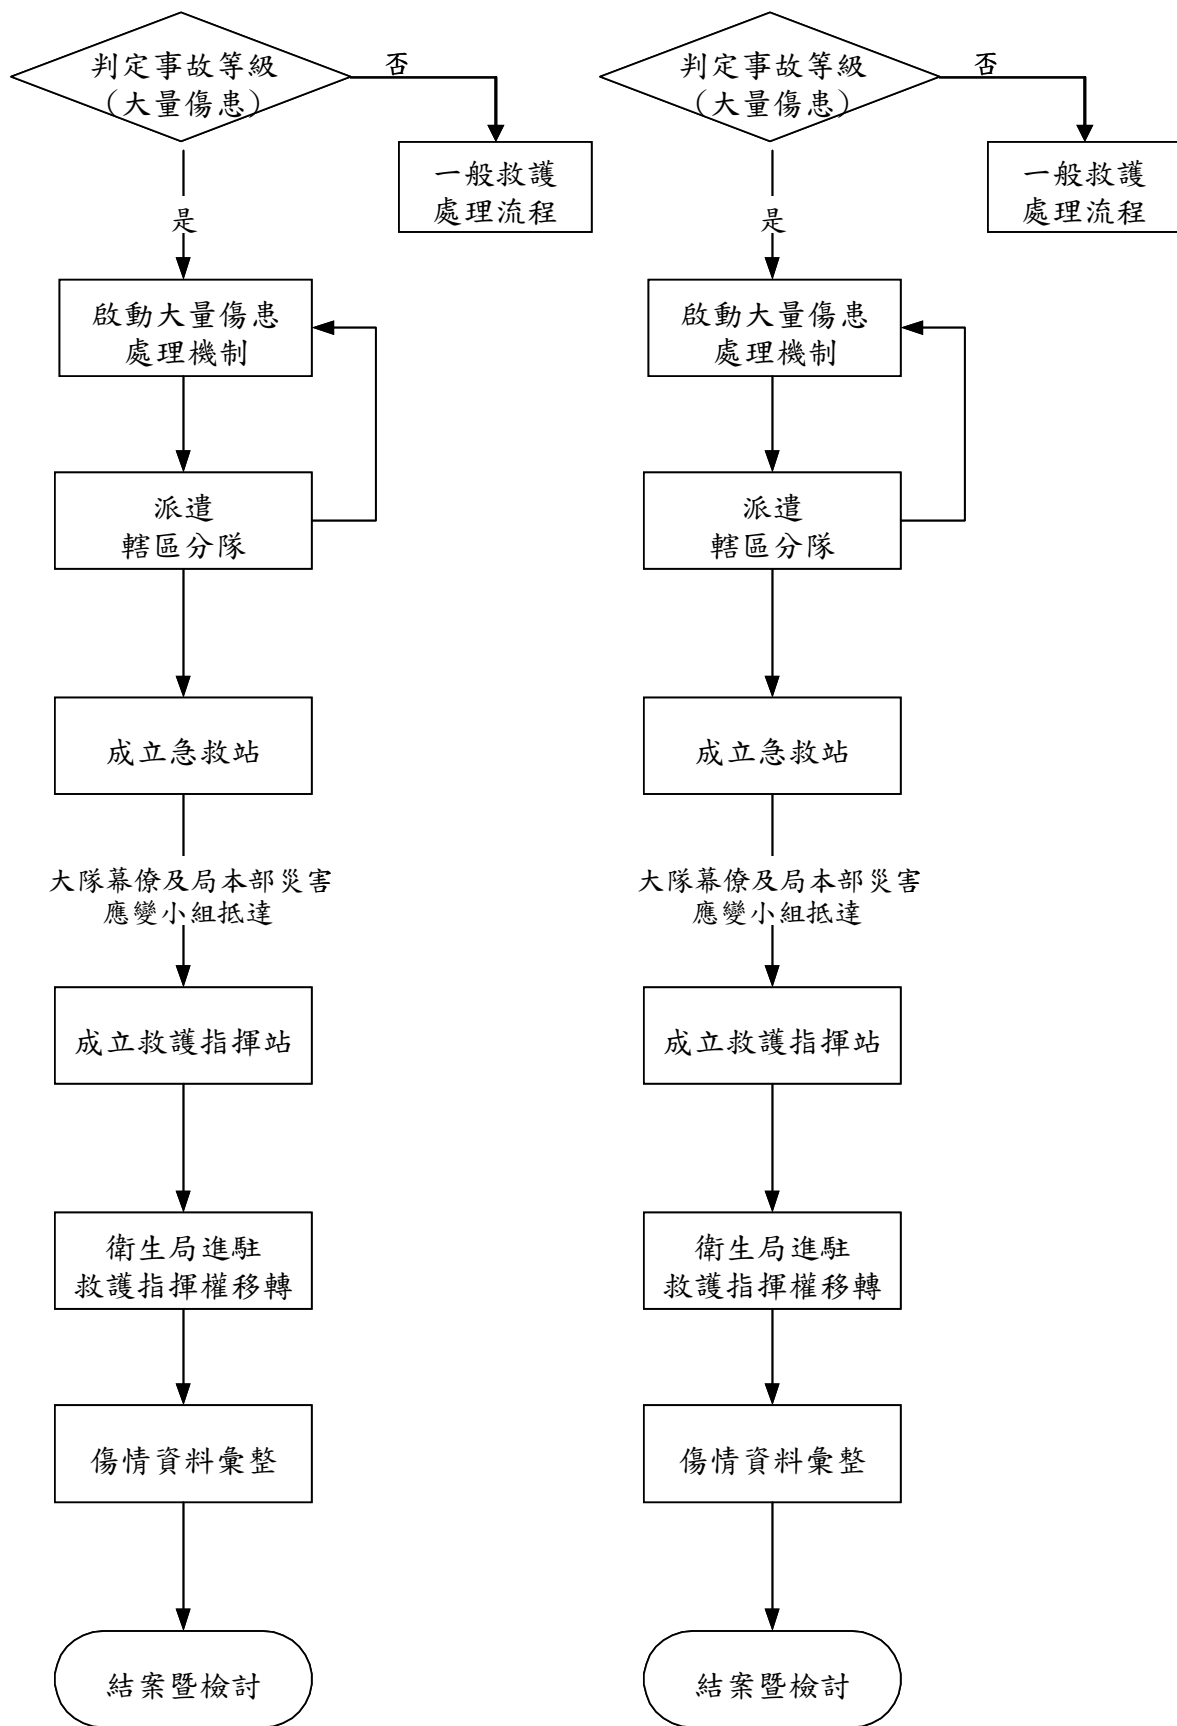 判定事故等級
(大量傷患)
否
一般救護
處理流程
是
啟動大量傷患
處理機制
派遣
轄區分隊
成立急救站
大隊幕僚及局本部災害
應變小組抵達
成立救護指揮站
衛生局進駐
救護指揮權移轉
傷情資料彙整
結案暨檢討
判定事故等級
(大量傷患)
否
一般救護
處理流程
是
啟動大量傷患
處理機制
派遣
轄區分隊
成立急救站
大隊幕僚及局本部災害
應變小組抵達
成立救護指揮站
衛生局進駐
救護指揮權移轉
傷情資料彙整
結案暨檢討